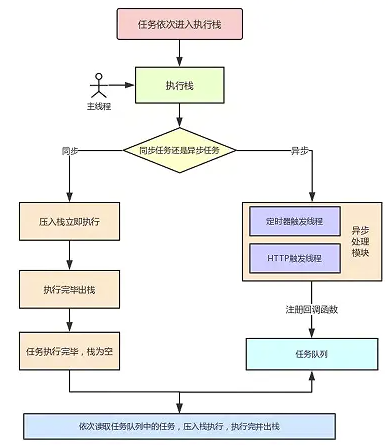 任务依次进入执行栈
执行栈
主线程
同步任务还是异步任务
同步
异步
压入栈立即执行
定时器触发线程
HTTP触发线程
异步
处理
模块
执行完毕出栈
注册回调函数
任务执行完毕，栈为空
任务队列
依次读取任务队列中的任务，压入栈执行，执行完并出栈